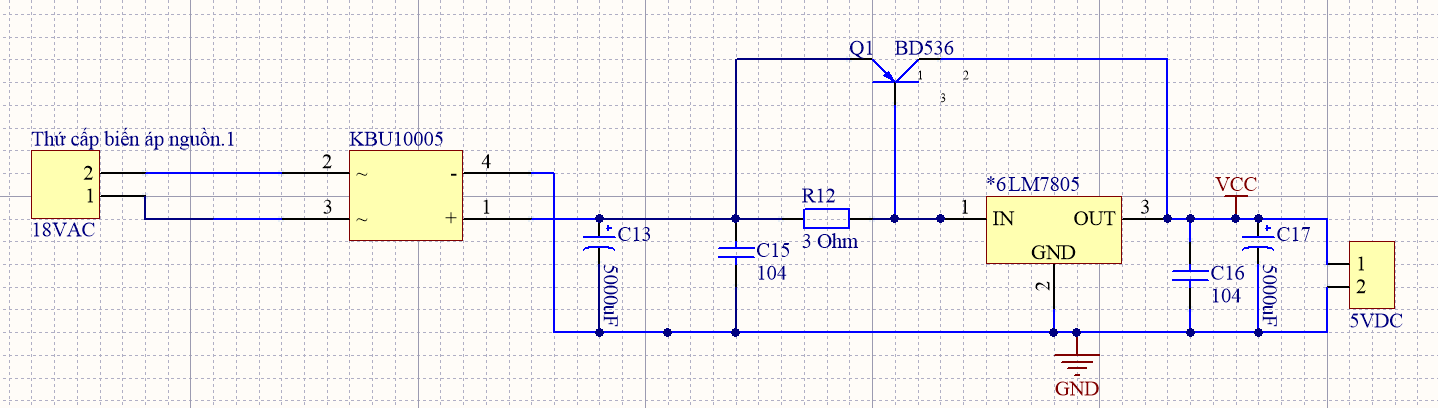 Q1 BD536
1 2
3
Thứ cấp biến áp nguồn.1
KBU10005
2 2 ~ - 4
1 3 ~ + 1
18VAC
C13
5000uF
C15
104
R12
3 Ohm
*6LM7805
1 IN OUT 3
GND
2
VCC
C16
104
C17
5000uF
1
2
5VDC
GND